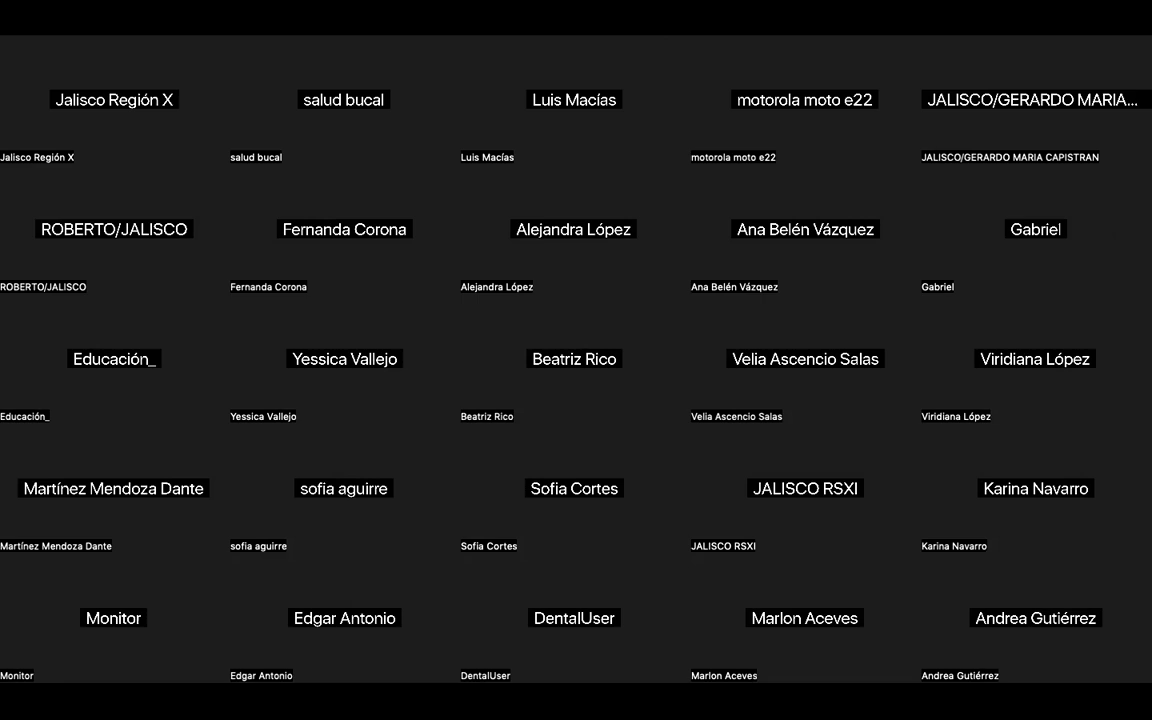 Jalisco Región X
salud bucal
Luis Macías
motorola moto e22
JALISCO/GERARDO MARIA...
Jalisco Región X
salud bucal
Luis Macías
motorola moto e22
JALISCO/GERARDO MARIA CAPISTRAN
ROBERTO/JALISCO
Fernanda Corona
Alejandra López
Ana Belén Vázquez
Gabriel
ROBERTO/JALISCO
Fernanda Corona
Alejandra López
Ana Belén Vázquez
Gabriel
Educación_
Yessica Vallejo
Beatriz Rico
Velia Ascencio Salas
Viridiana López
Educación_
Yessica Vallejo
Beatriz Rico
Velia Ascencio Salas
Viridiana López
Martínez Mendoza Dante
sofia aguirre
Sofia Cortes
JALISCO RSXI
Karina Navarro
Martínez Mendoza Dante
sofia aguirre
Sofia Cortes
JALISCO RSXI
Karina Navarro
Monitor
Edgar Antonio
DentalUser
Marlon Aceves
Andrea Gutiérrez
Monitor
Edgar Antonio
DentalUser
Marlon Aceves
Andrea Gutiérrez